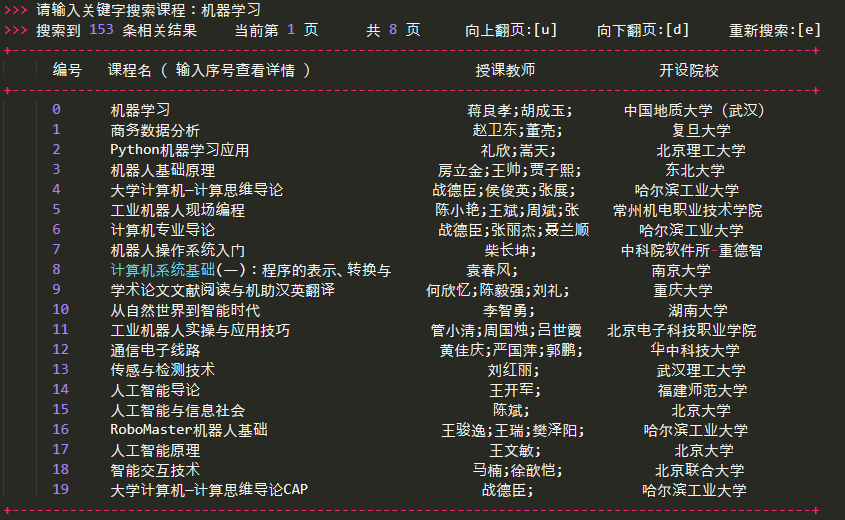 >>> 请输入关键字搜索课程：机器学习
>>> 搜索到 153 条相关结果 当前第 1 页 共 8 页 向上翻页:[u] 向下翻页:[d] 重新搜索:[e]
编号 课程名 ( 输入序号查看详情 ) 授课教师 开设院校
0 机器学习 蒋良孝;胡成玉; 中国地质大学（武汉）
1 商务数据分析 赵卫东;董亮; 复旦大学
2 Python机器学习应用 礼欣;嵩天; 北京理工大学
3 机器人基础原理 房立金;王帅;贾子熙; 东北大学
4 大学计算机—计算思维导论 战德臣;侯俊英;张展; 哈尔滨工业大学
5 工业机器人现场编程 陈小艳;王斌;周斌;张 常州机电职业技术学院
6 计算机专业导论 战德臣;张丽杰;聂兰顺 哈尔滨工业大学
7 机器人操作系统入门 柴长坤; 中科院软件所-重德智
8 计算机系统基础(一)：程序的表示、转换与 袁春风; 南京大学
9 学术论文文献阅读与机助汉英翻译 何欣忆;陈毅强;刘礼; 重庆大学
10 从自然世界到智能时代 李智勇; 湖南大学
11 工业机器人实操与应用技巧 管小清;周国烛;吕世霞 北京电子科技职业学院
12 通信电子线路 黄佳庆;严国萍;郭鹏; 华中科技大学
13 传感与检测技术 刘红丽; 武汉理工大学
14 人工智能导论 王开军; 福建师范大学
15 人工智能与信息社会 陈斌; 北京大学
16 RoboMaster机器人基础 王骏逸;王瑞;樊泽阳; 哈尔滨工业大学
17 人工智能原理 王文敏; 北京大学
18 智能交互技术 马楠;徐歆恺; 北京联合大学
19 大学计算机—计算思维导论CAP 战德臣; 哈尔滨工业大学